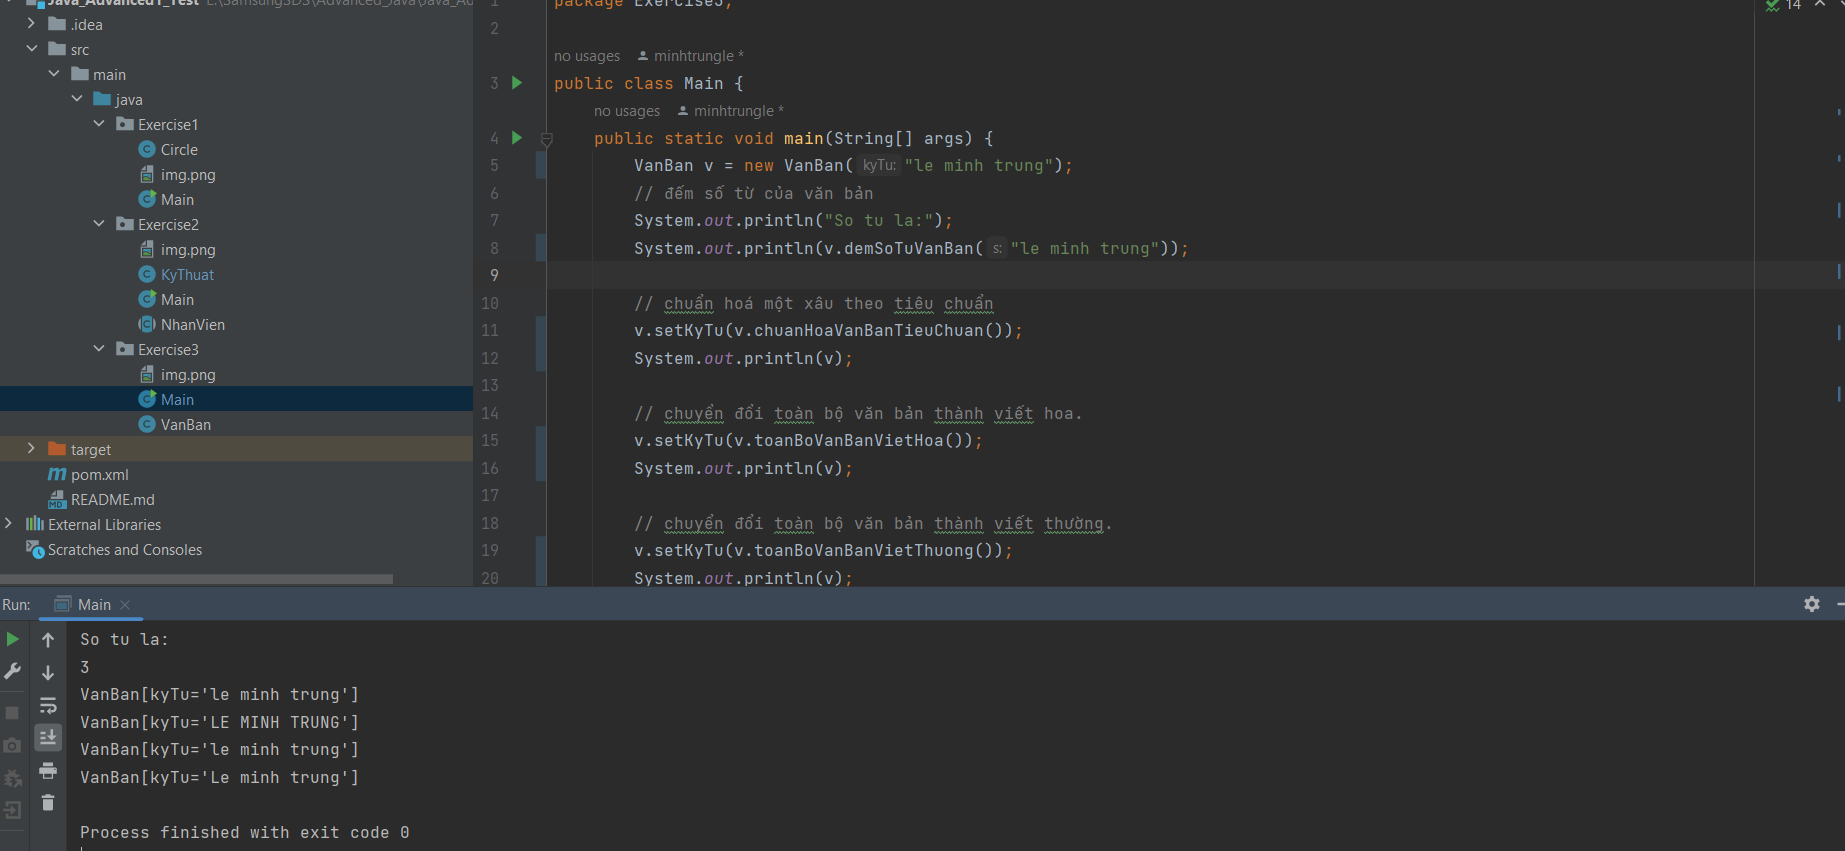 Java_Advanced1_Test
.idea
src
main
java
Exercise1
Circle
img.png
Main
Exercise2
img.png
KyThuat
Main
NhanVien
Exercise3
img.png
Main
VanBan
target
pom.xml
README.md
External Libraries
Scratches and Consoles
14
1 package Exercise3;
2
no usages minhtrungle *
3 public class Main {
no usages minhtrungle *
4 public static void main(String[] args) {
5 VanBan v = new VanBan( kyTu: "le minh trung");
6 // đếm số từ của văn bản
7 System.out.println("So tu la:");
8 System.out.println(v.demSoTuVanBan( s: "le minh trung"));
9
10 // chuẩn hoá một xâu theo tiêu chuẩn
11 v.setKyTu(v.chuanHoaVanBanTieuChuan());
12 System.out.println(v);
13
14 // chuyển đổi toàn bộ văn bản thành viết hoa.
15 v.setKyTu(v.toanBoVanBanVietHoa());
16 System.out.println(v);
17
18 // chuyển đổi toàn bộ văn bản thành viết thường.
19 v.setKyTu(v.toanBoVanBanVietThuong());
20 System.out.println(v);
Run: Main
So tu la:
3
VanBan[kyTu='le minh trung']
VanBan[kyTu='LE MINH TRUNG']
VanBan[kyTu='le minh trung']
VanBan[kyTu='Le minh trung']
Process finished with exit code 0